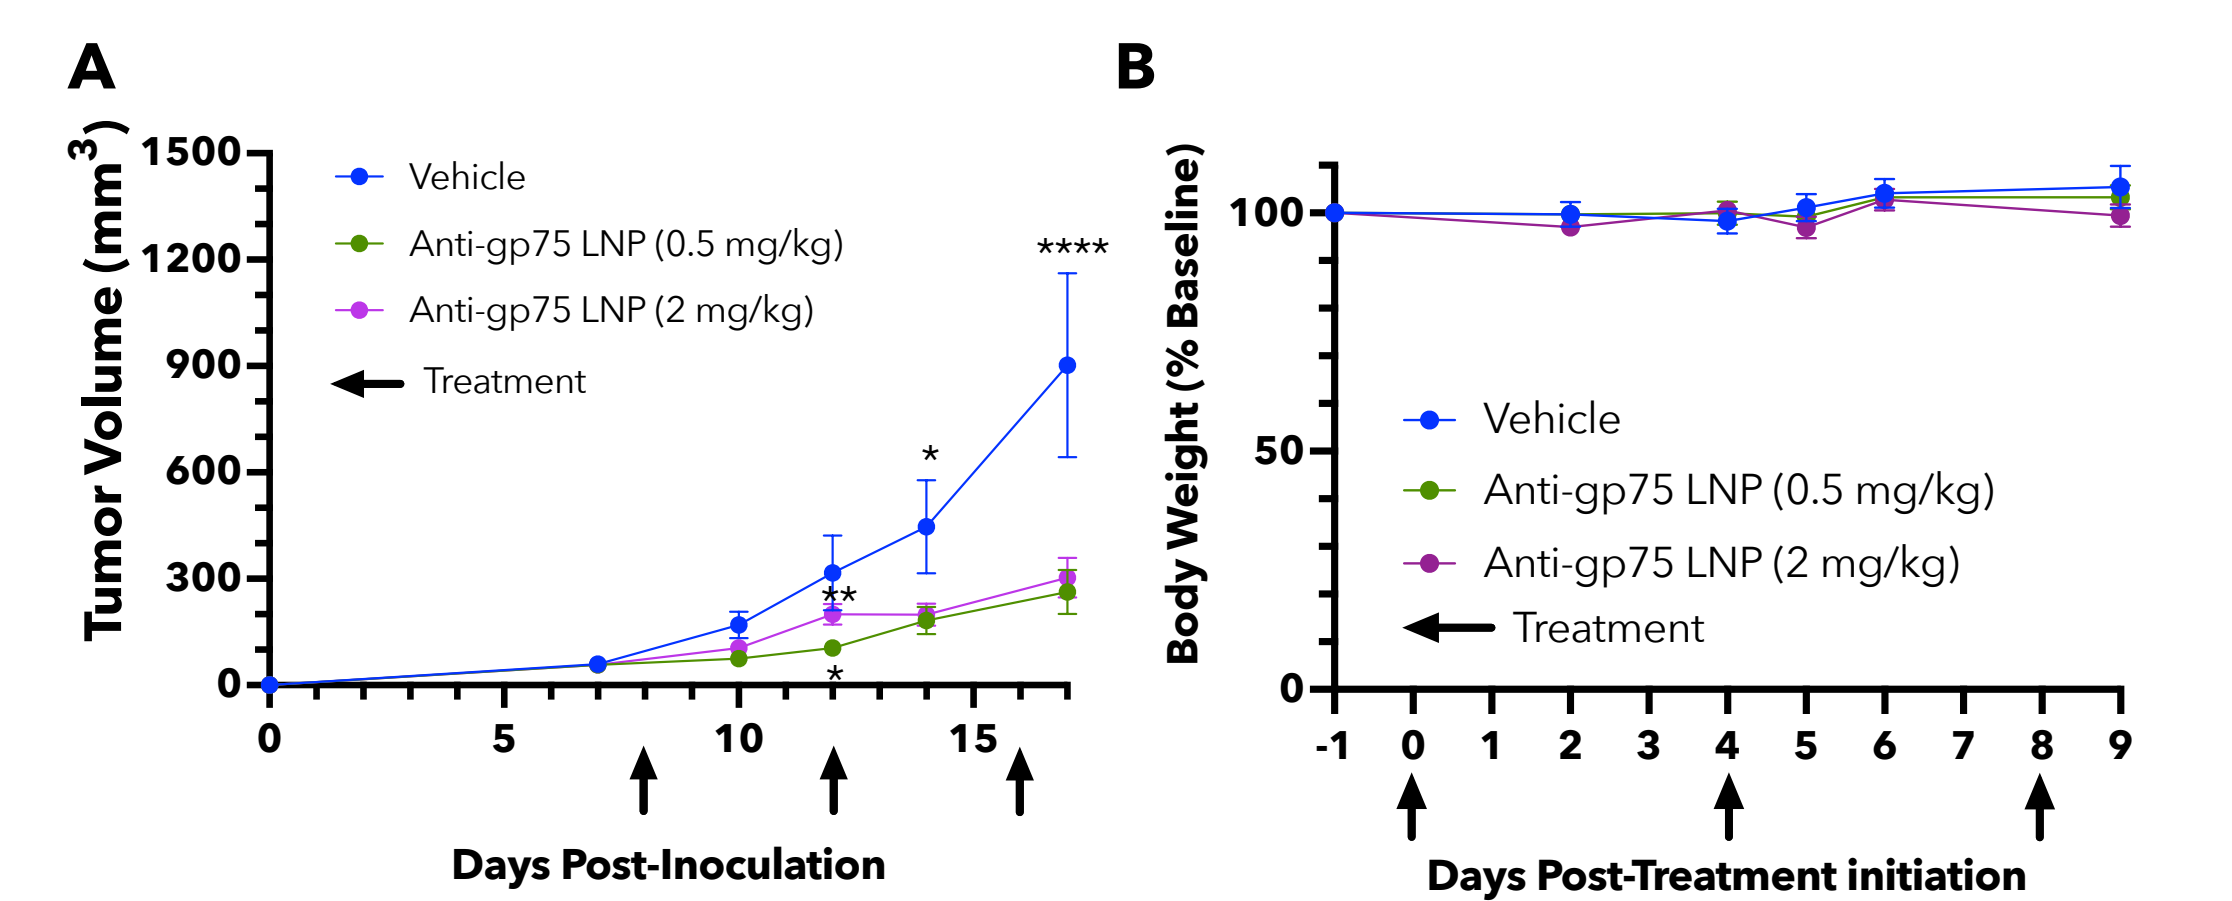 A
Tumor Volume (mm³)
1500
1200
900
600
300
0
Vehicle
Anti-gp75 LNP (0.5 mg/kg)
Anti-gp75 LNP (2 mg/kg)
Treatment
****
*
**
*
0 5 10 15
Days Post-Inoculation
B
Body Weight (% Baseline)
100
50
0
Vehicle
Anti-gp75 LNP (0.5 mg/kg)
Anti-gp75 LNP (2 mg/kg)
Treatment
-1 0 1 2 3 4 5 6 7 8 9
Days Post-Treatment initiation